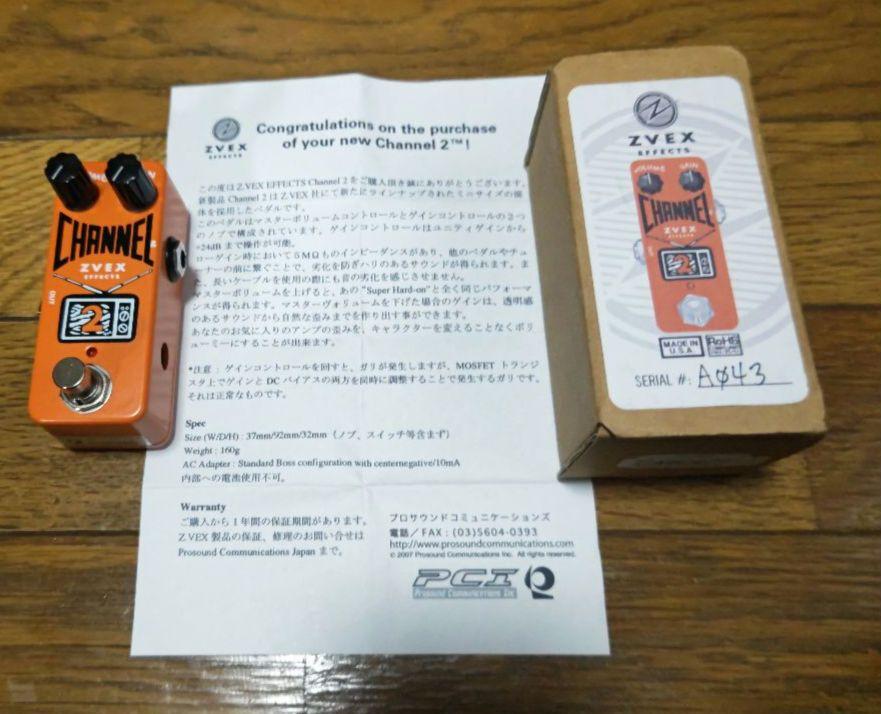 CHANNEL
ZVEX
EFFECTS
OUT
2
ZVEX
EFFECTS
Congratulations on the purchase
of your new Channel 2™!
この度はZ.VEX EFFECTS Channel 2をご購入頂き誠にありがとうございます。
新製品 Channel 2はZ.VEX 社にて新たにラインナップされたミニサイズの筐
体を採用したペダルです。
このペダルはマスターボリュームコントロールとゲインコントロールの2つ
のノブで構成されています。ゲインコントロールはユニティゲインから
+24dBまで操作が可能。
ローゲイン時において5MΩものインピーダンスがあり、他のペダルやチュ
ーナーの前に繋ぐことで、劣化を防ぎハリのあるサウンドが得られます。ま
た、長いケーブルを使用の際にも音の劣化を感じさせません。
マスターボリュームを上げると、あの"Super Hard-on"と全く同じパフォーマ
ンスが得られます。マスターヴォリュームを下げた場合のゲインは、透明感
のあるサウンドから自然な歪みまでを作り出す事ができます。
あなたのお気に入りのアンプの歪みを、キャラクターを変えることなくボリ
ューミーにすることが出来ます。
*注意：ゲインコントロールを回すと、ガリが発生しますが、MOSFET トランジ
スタ上でゲインと DC バイアスの両方を同時に調整することで発生するガリです。
それは正常なものです。
Spec
Size (W/D/H) : 37mm/92mm/32mm（ノブ、スイッチ等含まず）
Weight : 160g
AC Adapter : Standard Boss configuration with centernegative/10mA
内部への電池使用不可。
Warranty
ご購入から1年間の保証期間があります。
Z.VEX 製品の保証、修理のお問い合せは
Prosound Communications Japan まで。
プロサウンドコミュニケーションズ
電話／FAX：(03)5604-0393
http://www.prosoundcommunications.com
© 2007 Prosound Communications Inc. All rights reserved.
PCI
Prosound Communications Inc
ZVEX
EFFECTS
VOLUME
GAIN
CHANNEL
ZVEX
EFFECTS
2
MADE IN
U.S.A
RoHS
SERIAL #: AØ43